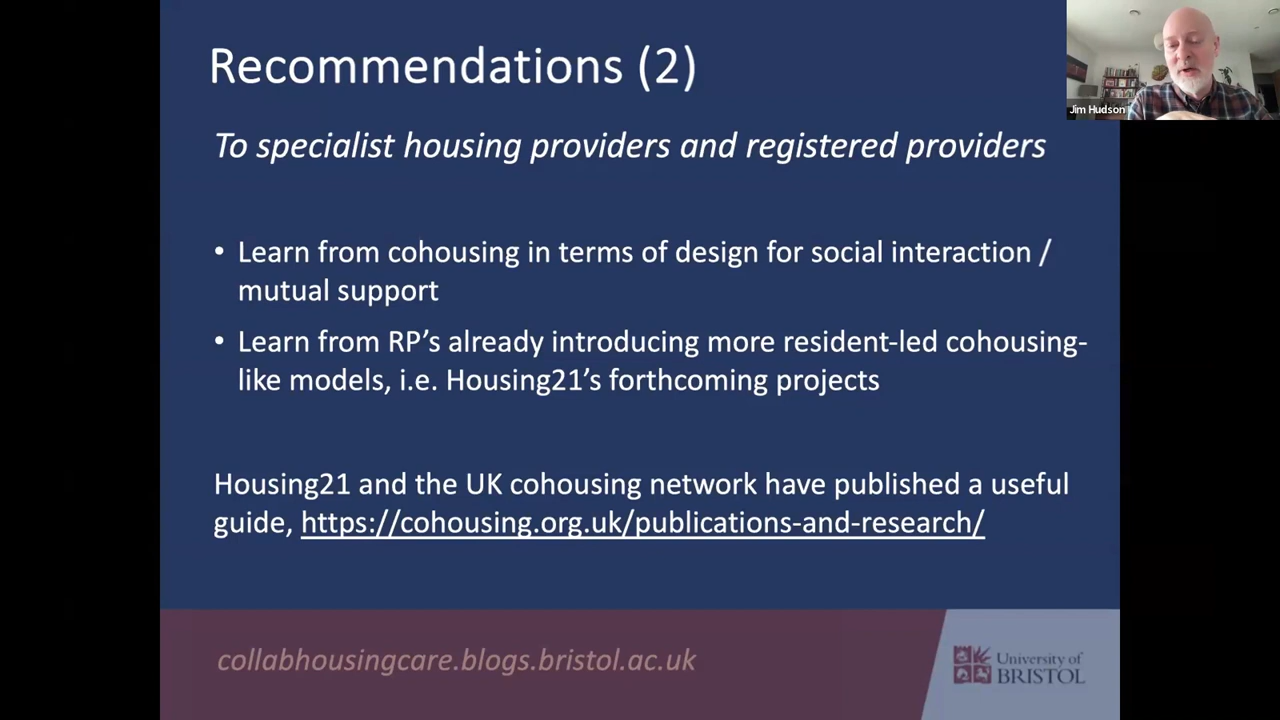 Recommendations (2)
Jim Hudson
To specialist housing providers and registered providers
• Learn from cohousing in terms of design for social interaction /
mutual support
• Learn from RP’s already introducing more resident-led cohousing-
like models, i.e. Housing21’s forthcoming projects
Housing21 and the UK cohousing network have published a useful
guide, https://cohousing.org.uk/publications-and-research/
collabhousingcare.blogs.bristol.ac.uk
University of
BRISTOL